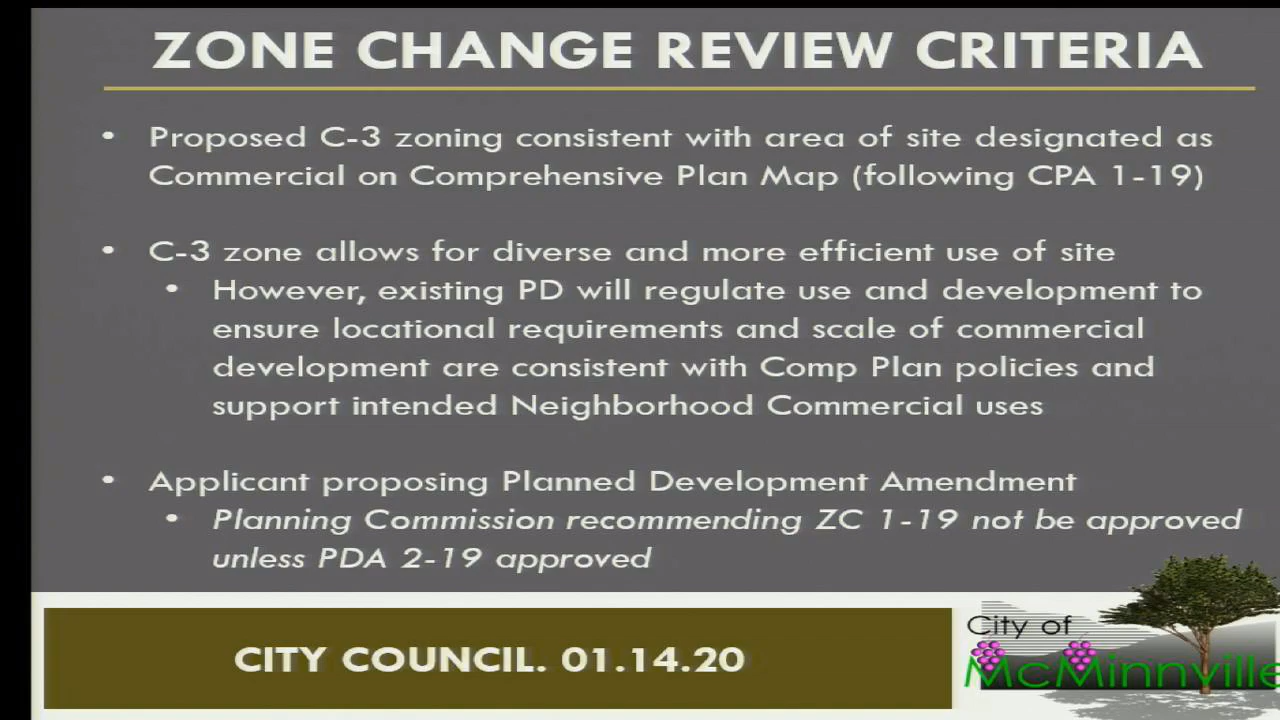 ZONE CHANGE REVIEW CRITERIA
• Proposed C-3 zoning consistent with area of site designated as
Commercial on Comprehensive Plan Map (following CPA 1-19)
• C-3 zone allows for diverse and more efficient use of site
• However, existing PD will regulate use and development to
ensure locational requirements and scale of commercial
development are consistent with Comp Plan policies and
support intended Neighborhood Commercial uses
• Applicant proposing Planned Development Amendment
• Planning Commission recommending ZC 1-19 not be approved
unless PDA 2-19 approved
CITY COUNCIL. 01.14.20
City of
McMinnville